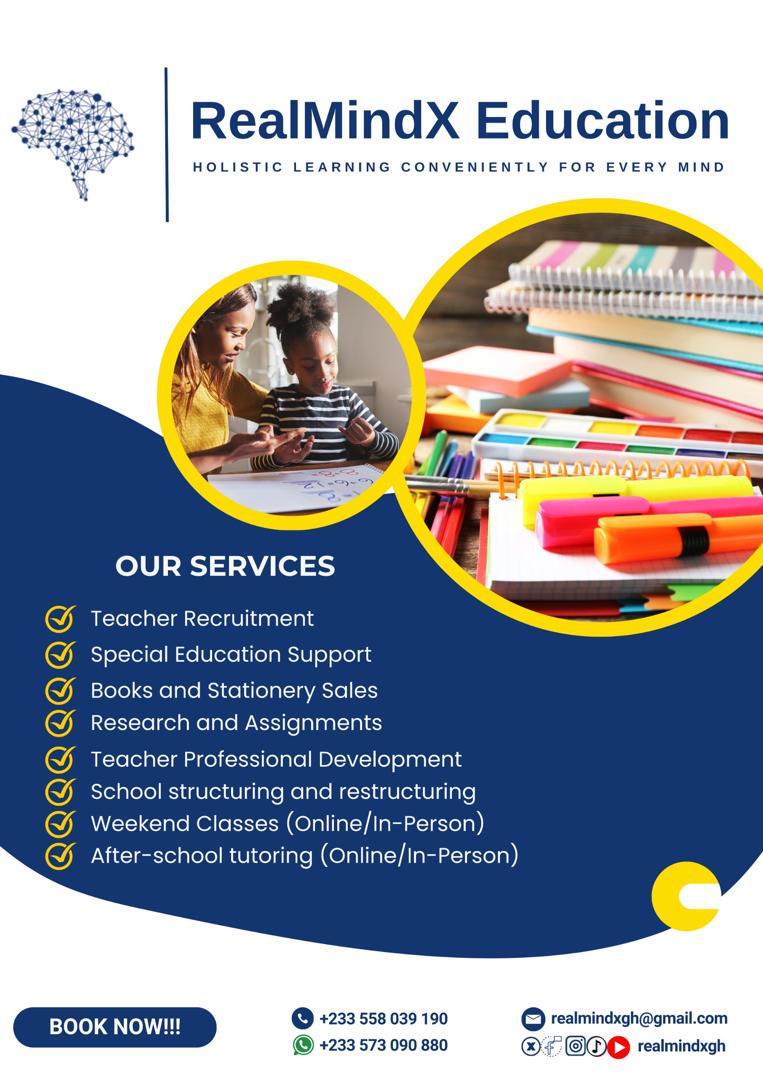 RealMindX Education
HOLISTIC LEARNING CONVENIENTLY FOR EVERY MIND
OUR SERVICES
Teacher Recruitment
Special Education Support
Books and Stationery Sales
Research and Assignments
Teacher Professional Development
School structuring and restructuring
Weekend Classes (Online/In-Person)
After-school tutoring (Online/In-Person)
BOOK NOW!!!
+233 558 039 190
+233 573 090 880
realmindxgh@gmail.com
realmindxgh